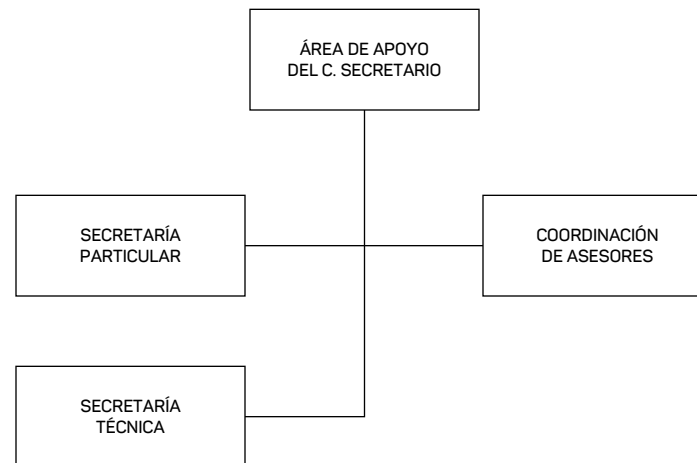 ÁREA DE APOYO
DEL C. SECRETARIO
SECRETARÍA
PARTICULAR
COORDINACIÓN
DE ASESORES
SECRETARÍA
TÉCNICA